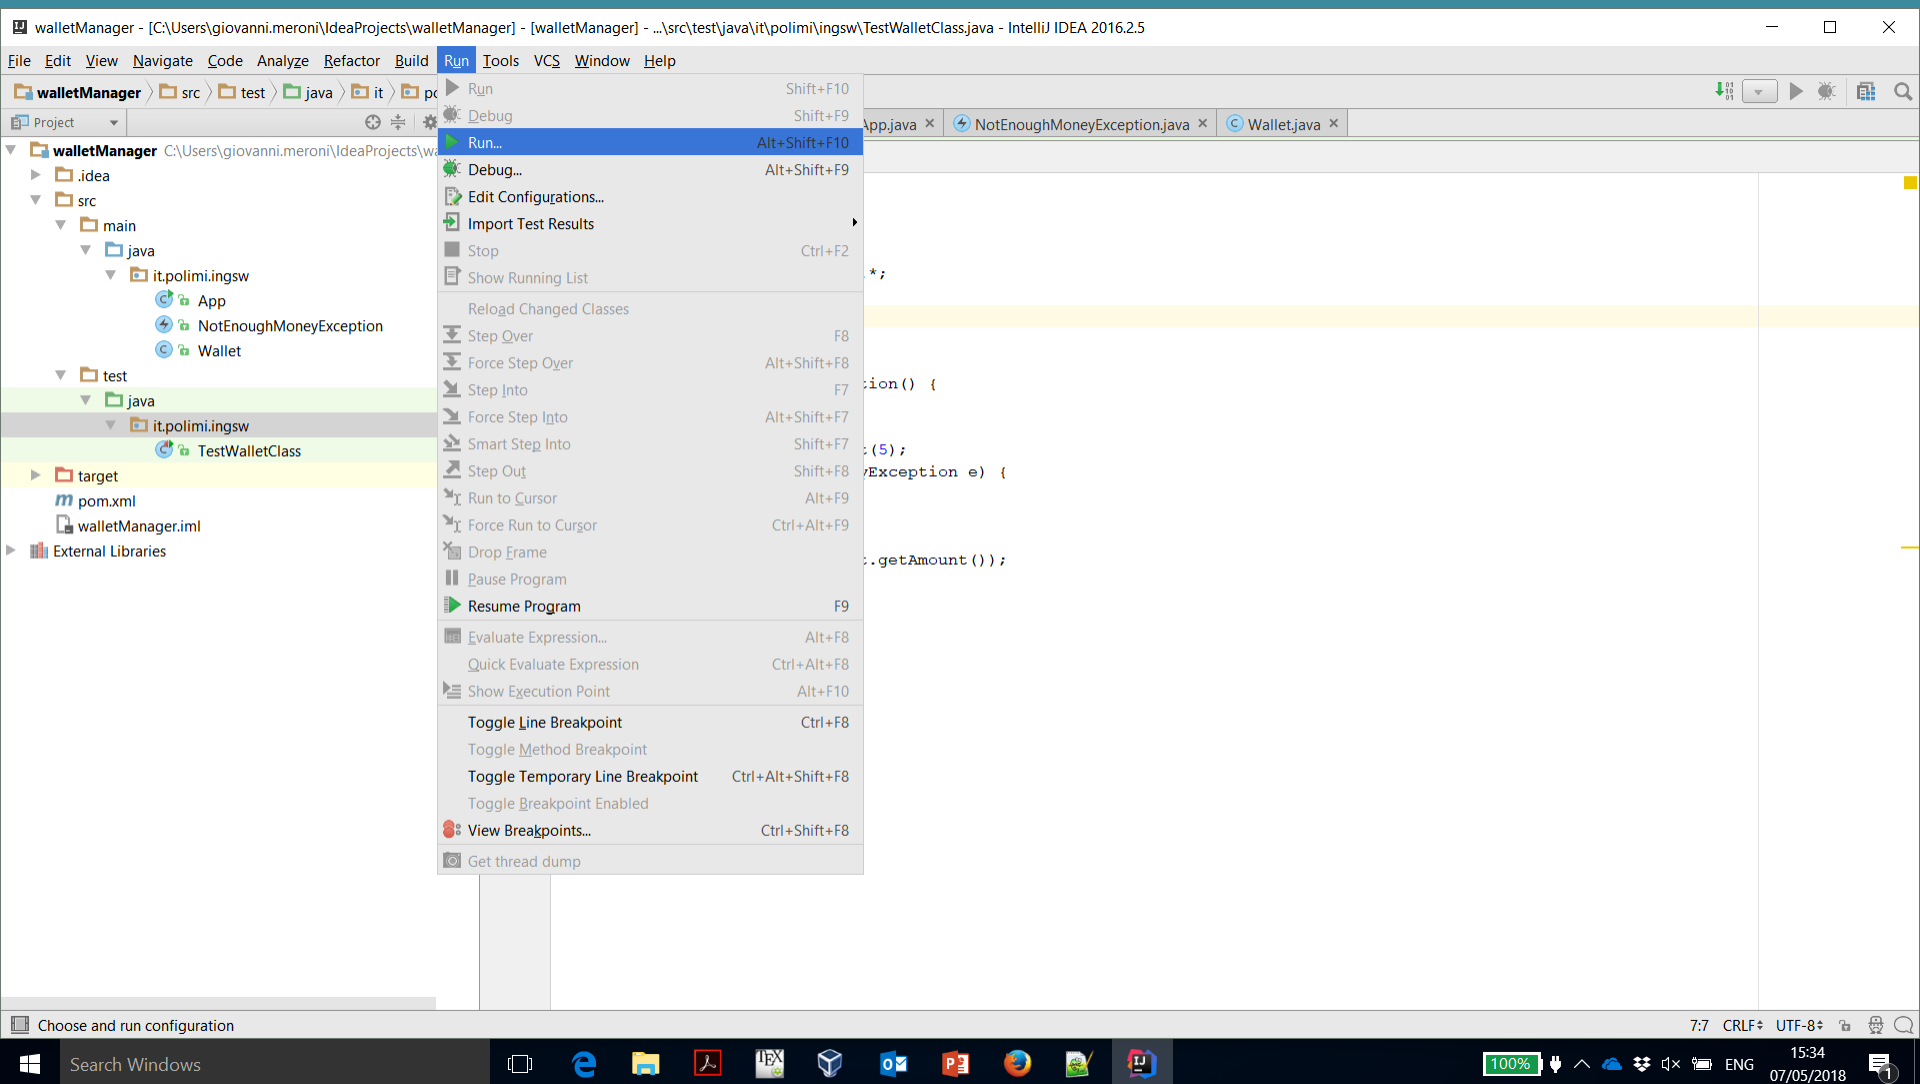 walletManager - [C:\Users\giovanni.meroni\IdeaProjects\walletManager] - [walletManager] - ...\src\test\java\it\polimi\ingsw\TestWalletClass.java - IntelliJ IDEA 2016.2.5
File Edit View Navigate Code Analyze Refactor Build Run Tools VCS Window Help
walletManager src test java it
Project
App.java NotEnoughMoneyException.java Wallet.java
walletManager C:\Users\giovanni.meroni\IdeaProjects\wa
.idea
src
main
java
it.polimi.ingsw
App
NotEnoughMoneyException
Wallet
test
java
it.polimi.ingsw
TestWalletClass
target
pom.xml
walletManager.iml
External Libraries
Run Shift+F10
Debug Shift+F9
Run... Alt+Shift+F10
Debug... Alt+Shift+F9
Edit Configurations...
Import Test Results
Stop Ctrl+F2
Show Running List
Reload Changed Classes
Step Over F8
Force Step Over Alt+Shift+F8
Step Into F7
Force Step Into Alt+Shift+F7
Smart Step Into Shift+F7
Step Out Shift+F8
Run to Cursor Alt+F9
Force Run to Cursor Ctrl+Alt+F9
Drop Frame
Pause Program
Resume Program F9
Evaluate Expression... Alt+F8
Quick Evaluate Expression Ctrl+Alt+F8
Show Execution Point Alt+F10
Toggle Line Breakpoint Ctrl+F8
Toggle Method Breakpoint
Toggle Temporary Line Breakpoint Ctrl+Alt+Shift+F8
Toggle Breakpoint Enabled
View Breakpoints... Ctrl+Shift+F8
Get thread dump
*;
tion() {
t(5);
yException e) {
t.getAmount());
Choose and run configuration
7:7 CRLF UTF-8
Search Windows
100% ENG
15:34
07/05/2018
1